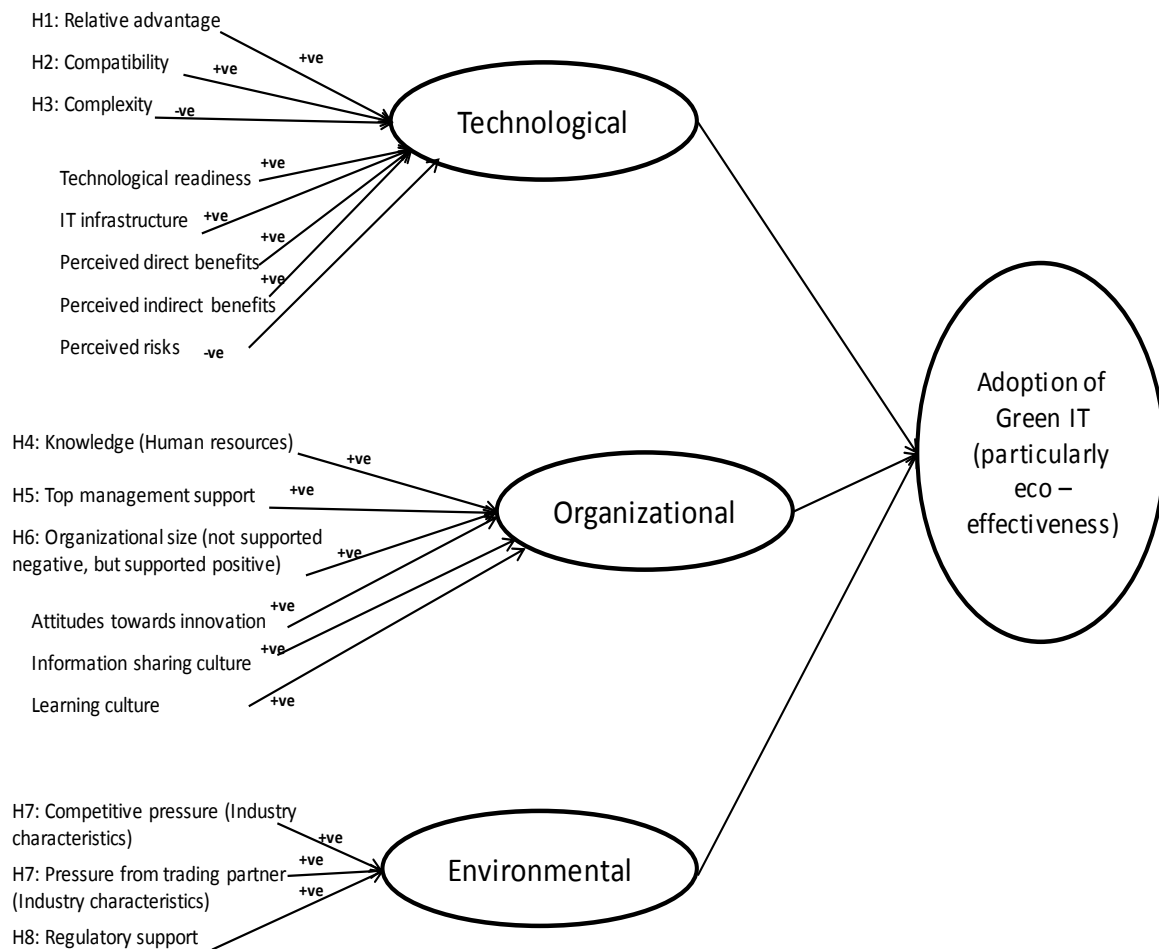 H1: Relative advantage
+ve
H2: Compatibility
+ve
H3: Complexity
-ve
Technological
Technological readiness
+ve
IT infrastructure
+ve
Perceived direct benefits
+ve
Perceived indirect benefits
+ve
Perceived risks
-ve
Adoption of
Green IT
(particularly
eco –
effectiveness)
H4: Knowledge (Human resources)
+ve
H5: Top management support
+ve
H6: Organizational size (not supported
negative, but supported positive)
+ve
Organizational
Attitudes towards innovation
+ve
Information sharing culture
+ve
Learning culture
+ve
H7: Competitive pressure (Industry
characteristics)
+ve
H7: Pressure from trading partner
(Industry characteristics)
+ve
H8: Regulatory support
+ve
Environmental